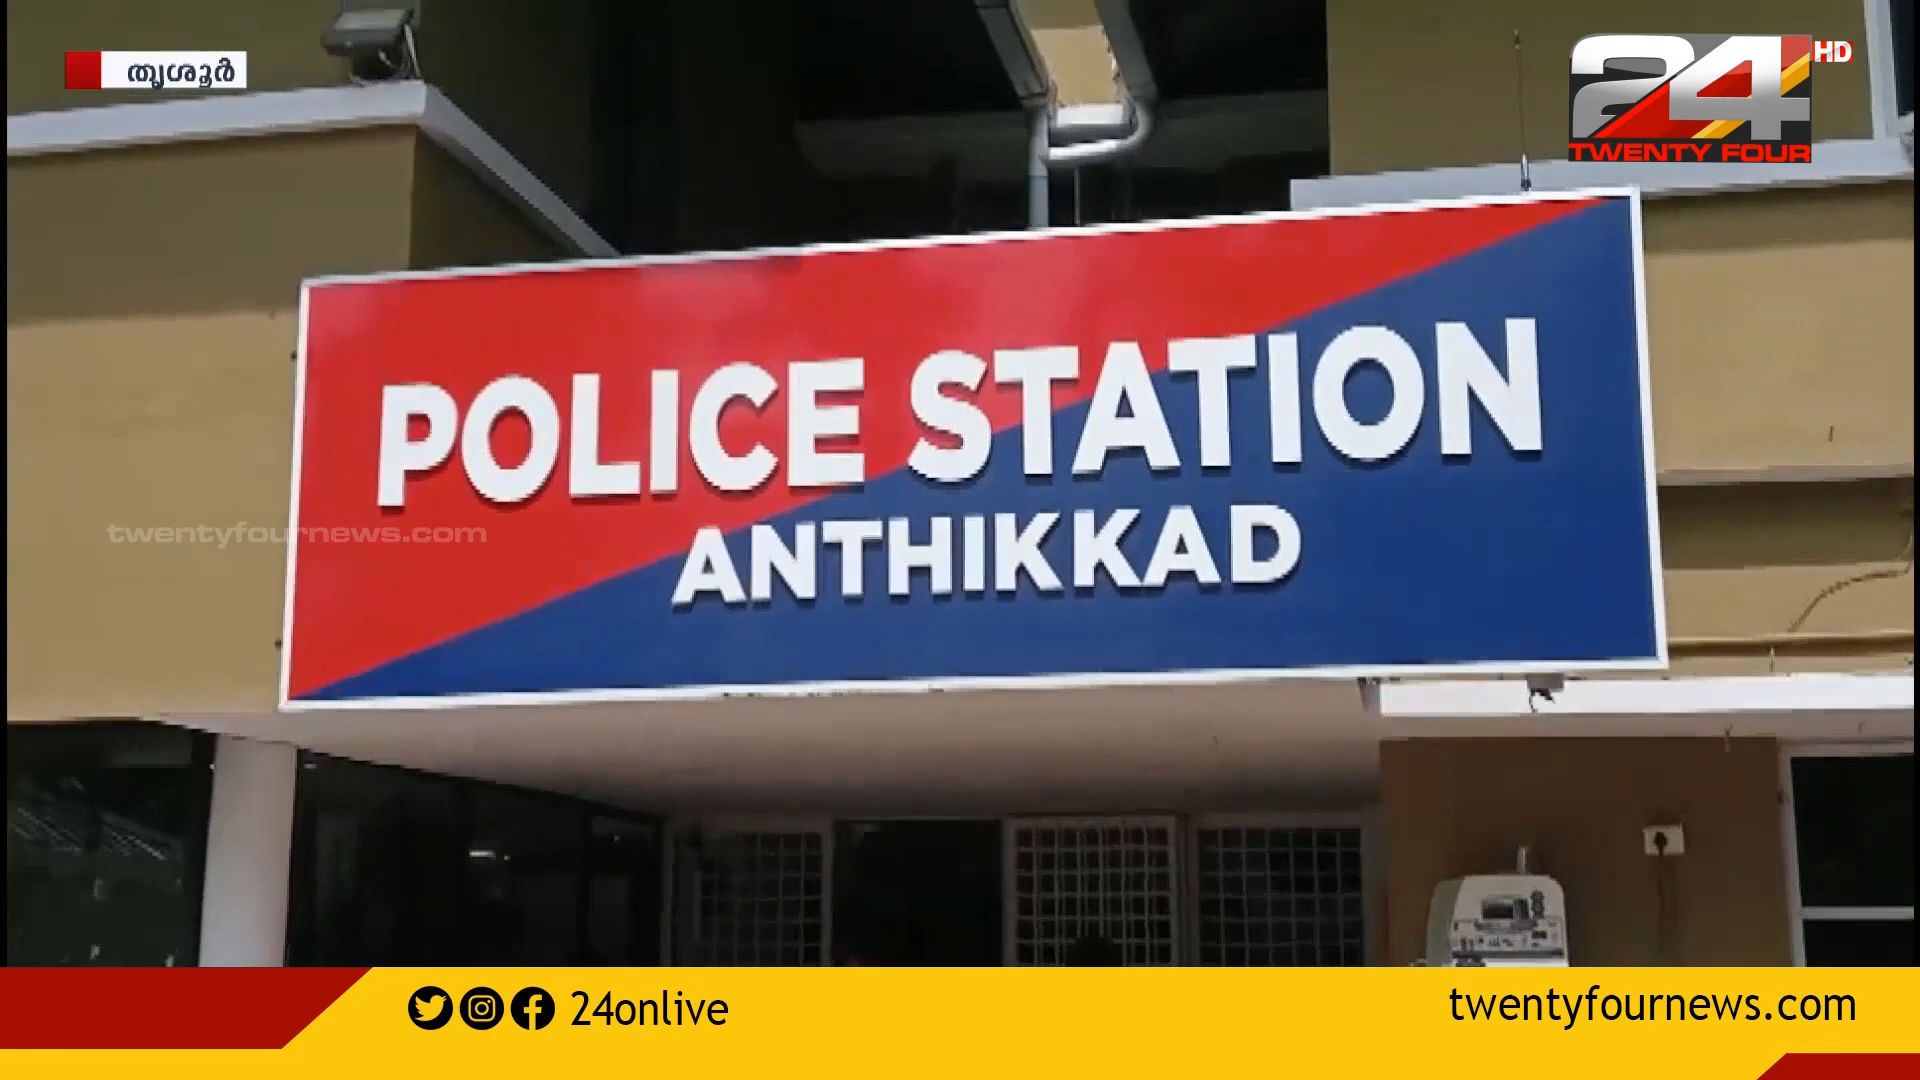 തൃശൂർ
24 HD
TWENTY FOUR
POLICE STATION
ANTHIKKAD
twentyfournews.com
24onlive
twentyfournews.com